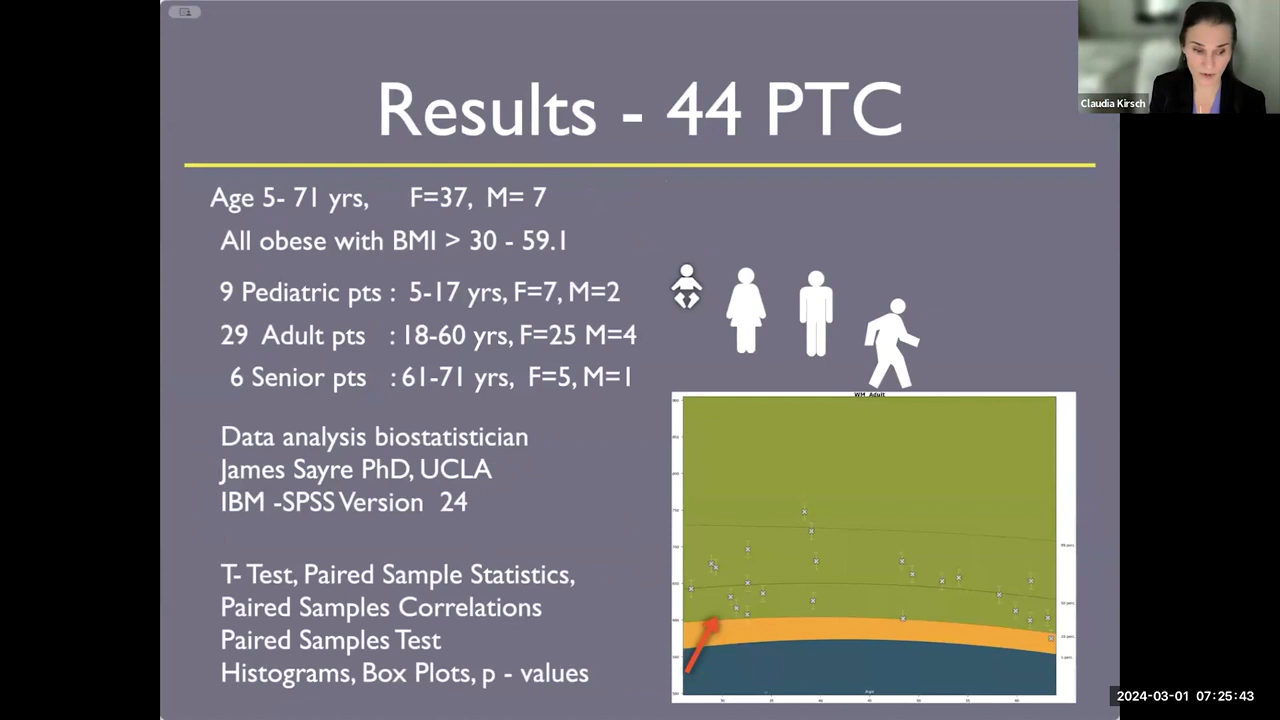 Results - 44 PTC
Claudia Kirsch
Age 5- 71 yrs, F=37, M= 7
All obese with BMI > 30 - 59.1
9 Pediatric pts : 5-17 yrs, F=7, M=2
29 Adult pts : 18-60 yrs, F=25 M=4
6 Senior pts : 61-71 yrs, F=5, M=1
Data analysis biostatistician
James Sayre PhD, UCLA
IBM -SPSS Version 24
T- Test, Paired Sample Statistics,
Paired Samples Correlations
Paired Samples Test
Histograms, Box Plots, p - values
WM Adult
2024-03-01 07:25:43